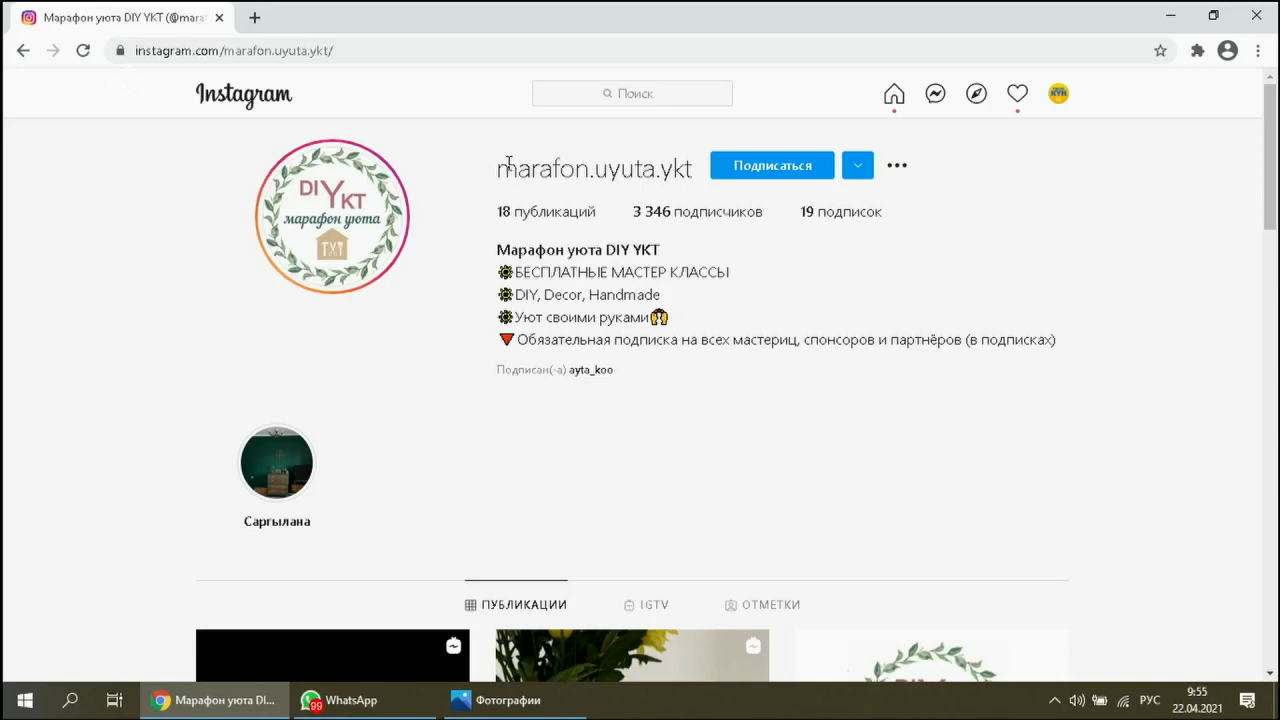 Марафон уюта DIY YKT (@mara
instagram.com/marafon.uyuta.ykt/
Instagram
Поиск
КУН
DIY KT
марафон уюта
marafon.uyuta.ykt
Подписаться
18 публикаций 3 346 подписчиков 19 подписок
Марафон уюта DIY YKT
БЕСПЛАТНЫЕ МАСТЕР КЛАССЫ
DIY, Decor, Handmade
Уют своими руками
Обязательная подписка на всех мастериц, спонсоров и партнёров (в подписках)
Подписан(-а) ayta_koo
Саргылана
ПУБЛИКАЦИИ IGTV ОТМЕТКИ
Марафон уюта DI... 99 WhatsApp Фотографии РУС 9:55
22.04.2021